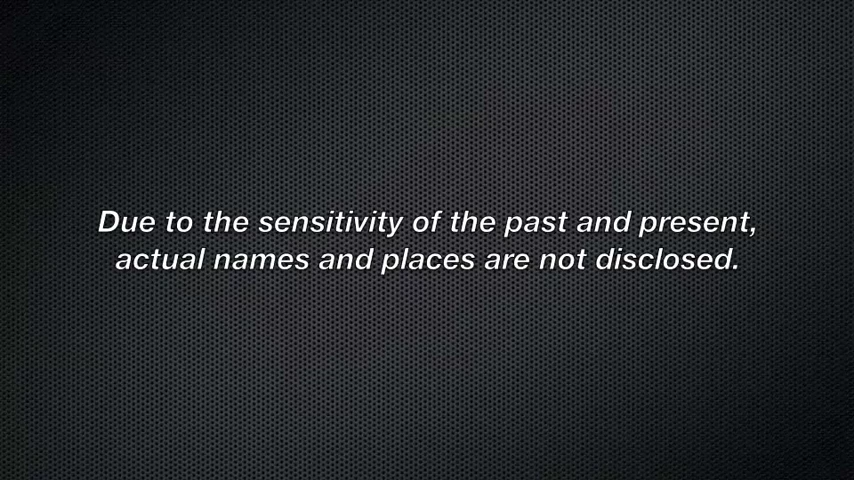 Due to the sensitivity of the past and present,
actual names and places are not disclosed.